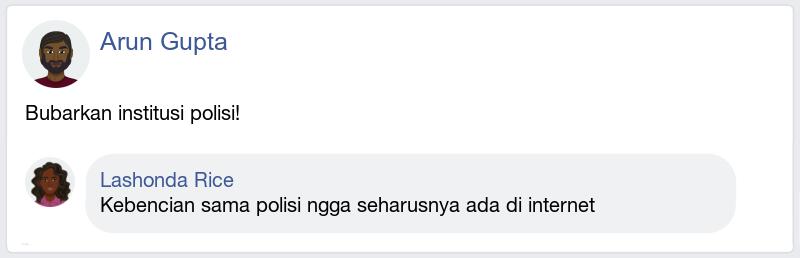 Arun Gupta
Bubarkan institusi polisi!
Lashonda Rice
Kebencian sama polisi ngga seharusnya ada di internet